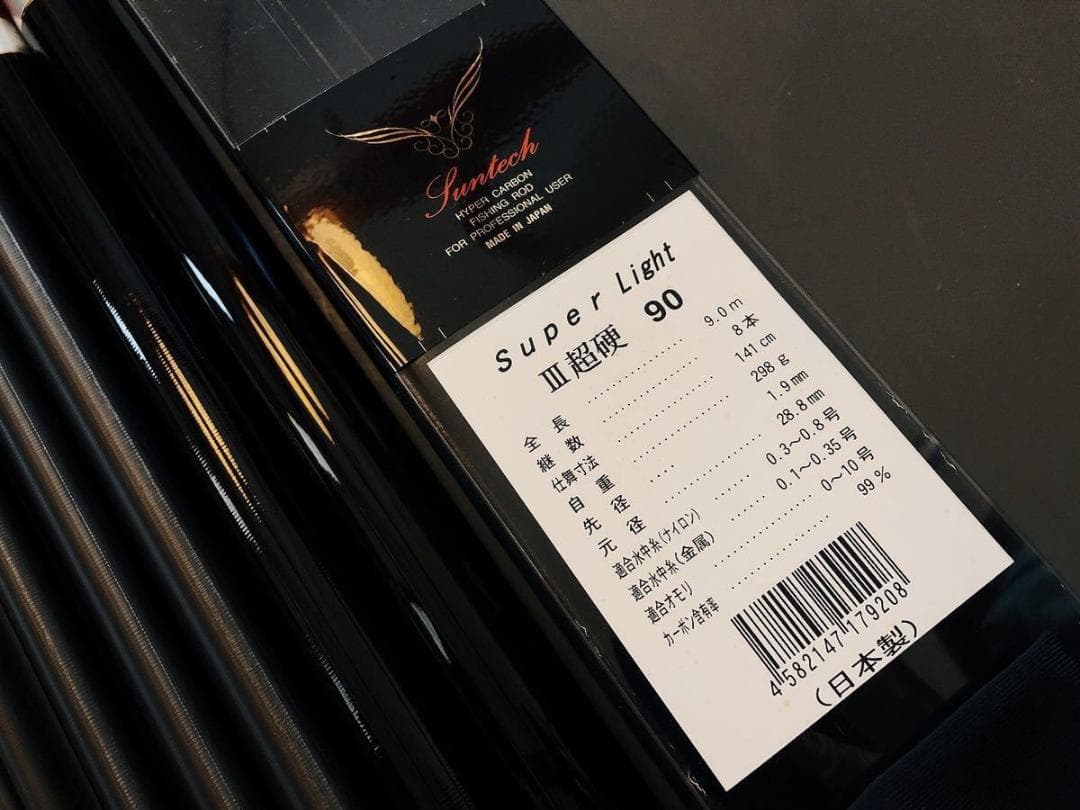 Suntech
HYPER CARBON
FISHING ROD
FOR PROFESSIONAL USER
MADE IN JAPAN
Super Light
Ⅲ超硬 90
全長 9.0m
継数 8本
仕舞寸法 141cm
自重 298g
先径 1.9mm
元径 28.8mm
適合水中糸(ナイロン) 0.3〜0.8号
適合水中糸(金属) 0.1〜0.35号
適合オモリ 0〜10号
カーボン含有率 99%
4582147179208
(日本製)